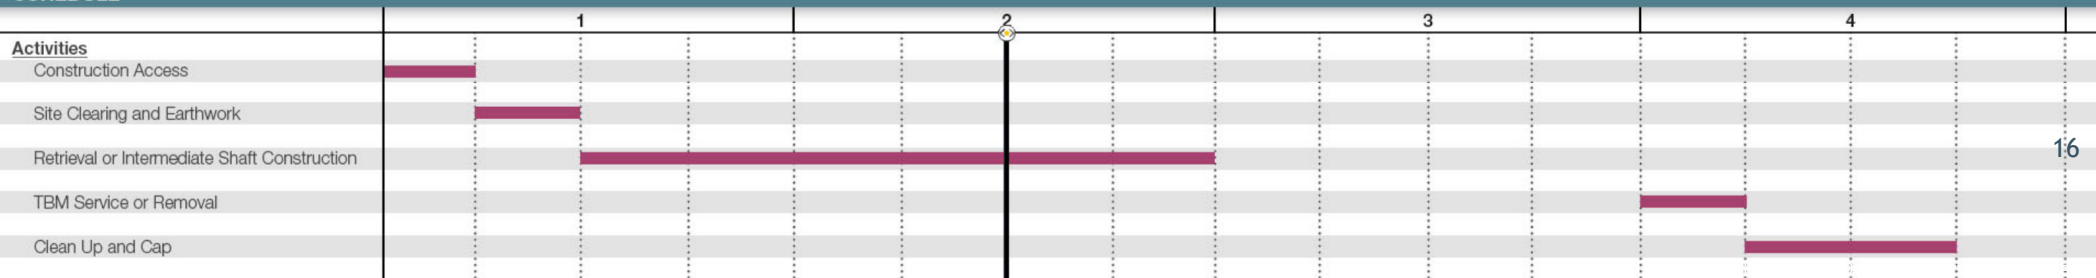 1 2 3 4
Activities
Construction Access
Site Clearing and Earthwork
Retrieval or Intermediate Shaft Construction
16
TBM Service or Removal
Clean Up and Cap